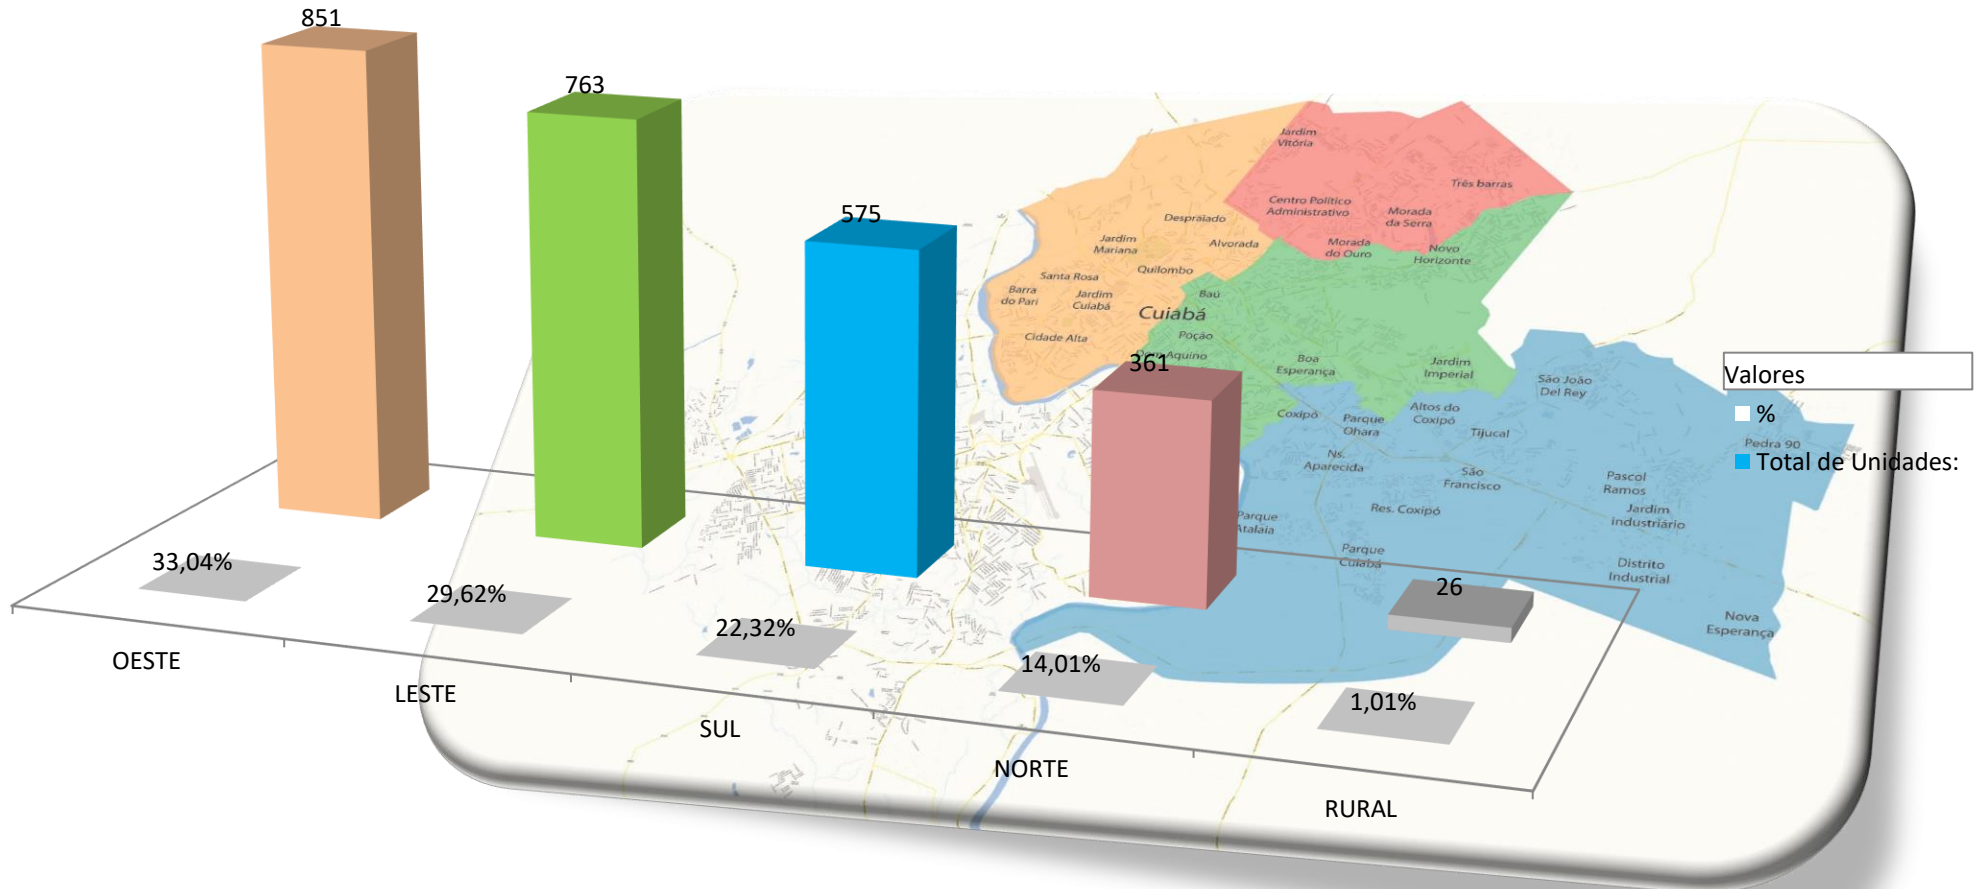 851
763
575
361
26
33,04%
29,62%
22,32%
14,01%
1,01%
OESTE
LESTE
SUL
NORTE
RURAL
Valores
%
Total de Unidades:
Jardim
Vitória
Três barras
Centro Político
Administrativo
Morada
da Serra
Despraiado
Jardim
Mariana
Alvorada
Morada
do Ouro
Novo
Horizonte
Santa Rosa
Quilombo
Barra
do Pari
Jardim
Cuiabá
Baú
Cuiabá
Cidade Alta
Poção
Dom Aquino
Boa
Esperança
Jardim
Imperial
São João
Del Rey
Coxipó
Parque
Ohara
Altos do
Coxipó
Tijucal
Pedra 90
Ns.
Aparecida
São
Francisco
Pascol
Ramos
Res. Coxipó
Jardim
Industriário
Parque
Atalaia
Parque
Cuiabá
Distrito
Industrial
Nova
Esperança